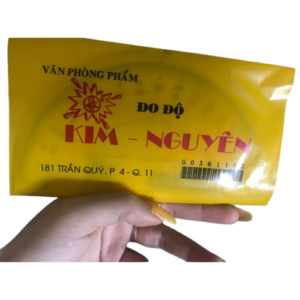 VĂN PHÒNG PHẨM
ĐO ĐỘ
KIM - NGUYÊN
181 TRẦN QUÝ, P 4 - Q. 11